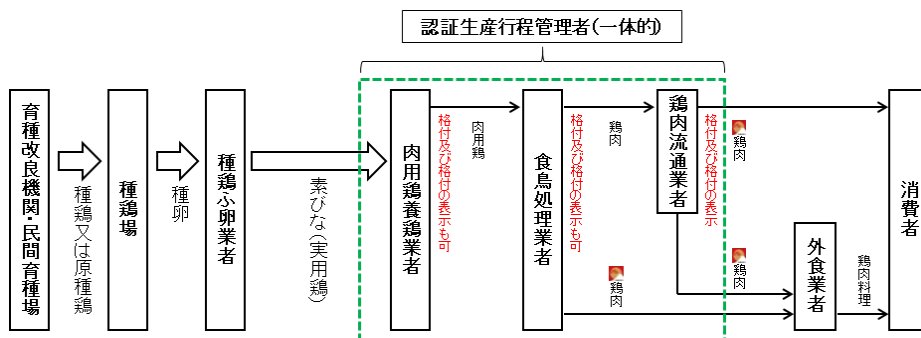 認証生産行程管理者(一体的)
育種改良機関・民間育種場
種鶏又は原種鶏
種鶏場
種卵
種鶏ふ卵業者
素びな(実用鶏)
肉用鶏養鶏業者
格付及び格付の表示も可
肉用鶏
食鳥処理業者
格付及び格付の表示も可
鶏肉
鶏肉
鶏肉流通業者
格付及び格付の表示
鶏肉
鶏肉
外食業者
鶏肉料理
消費者